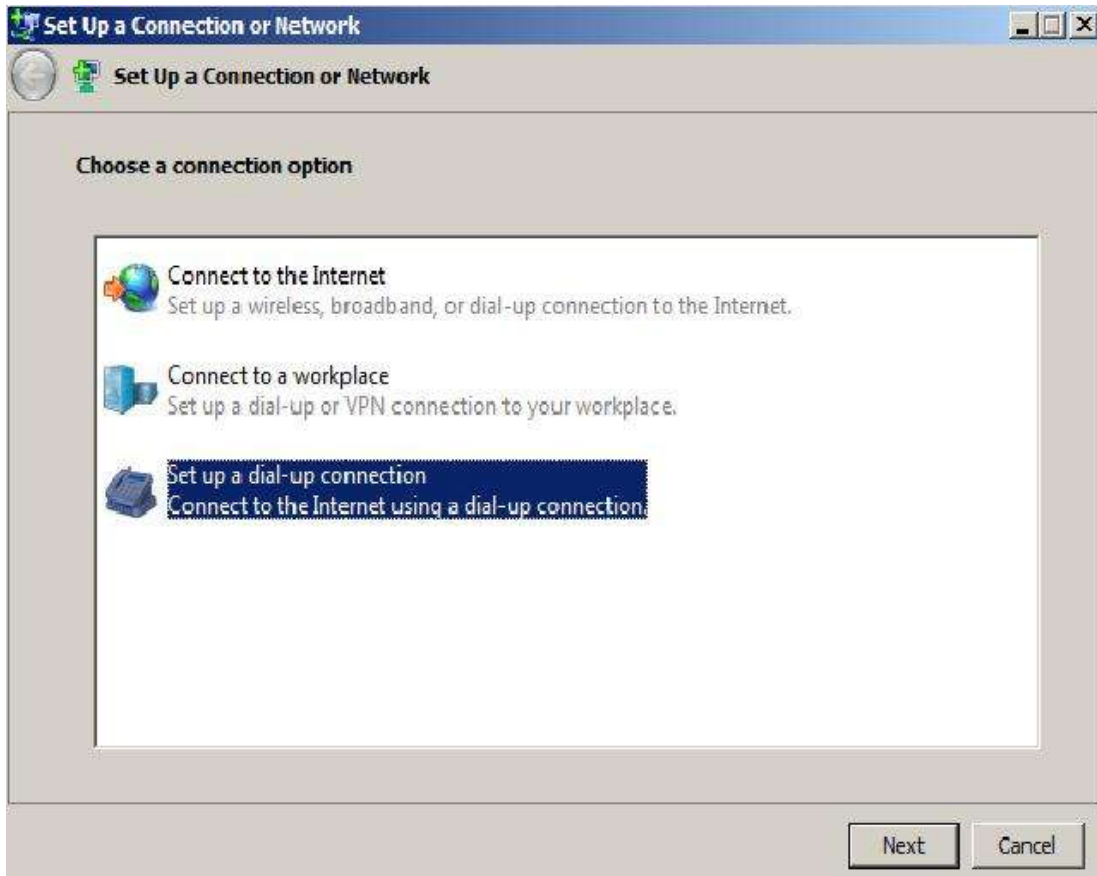 Set Up a Connection or Network
Set Up a Connection or Network
Choose a connection option
Connect to the Internet
Set up a wireless, broadband, or dial-up connection to the Internet.
Connect to a workplace
Set up a dial-up or VPN connection to your workplace.
Set up a dial-up connection
Connect to the Internet using a dial-up connection.
Next Cancel